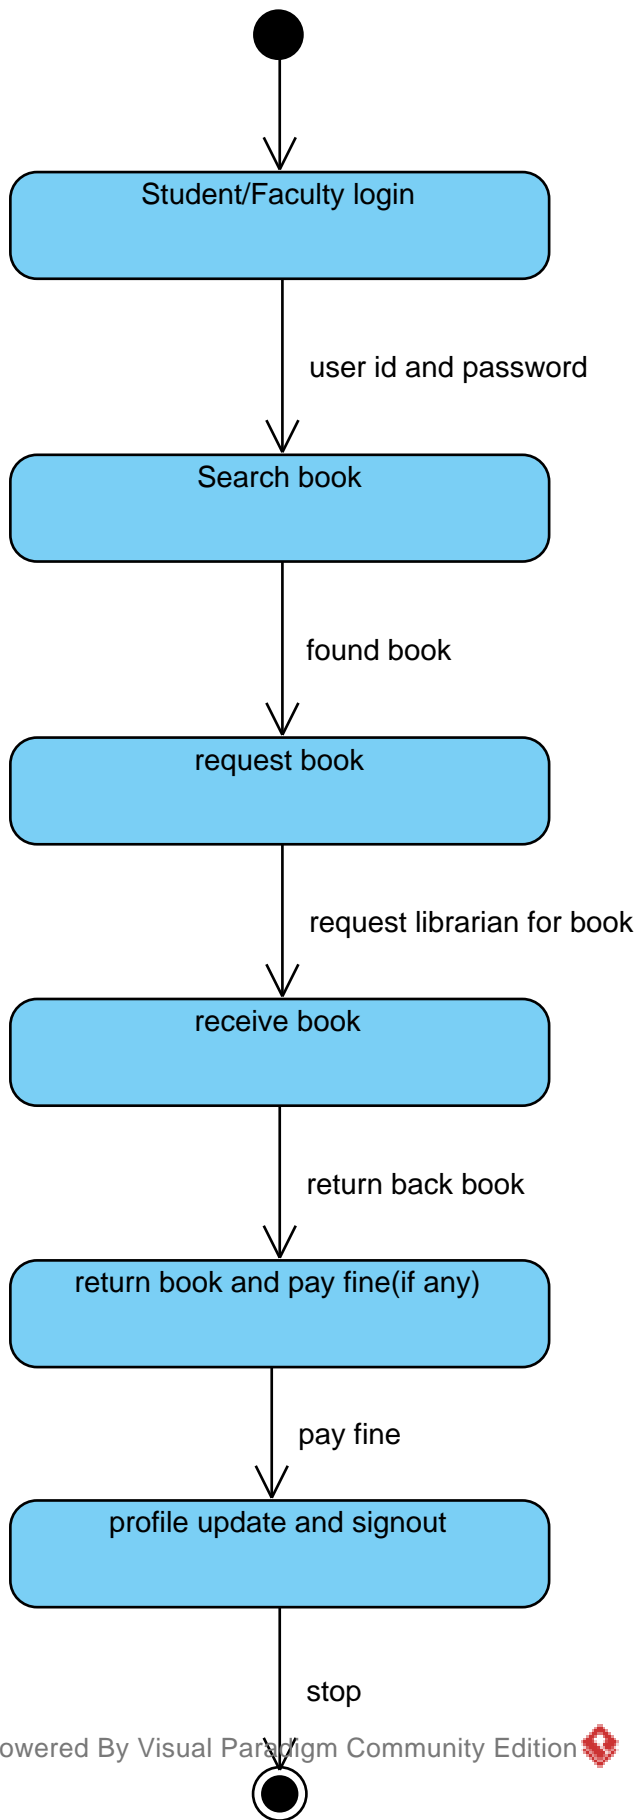 Student/Faculty login
user id and password
Search book
found book
request book
request librarian for book
receive book
return back book
return book and pay fine(if any)
pay fine
profile update and signout
stop
owered By Visual Paradigm Community Edition